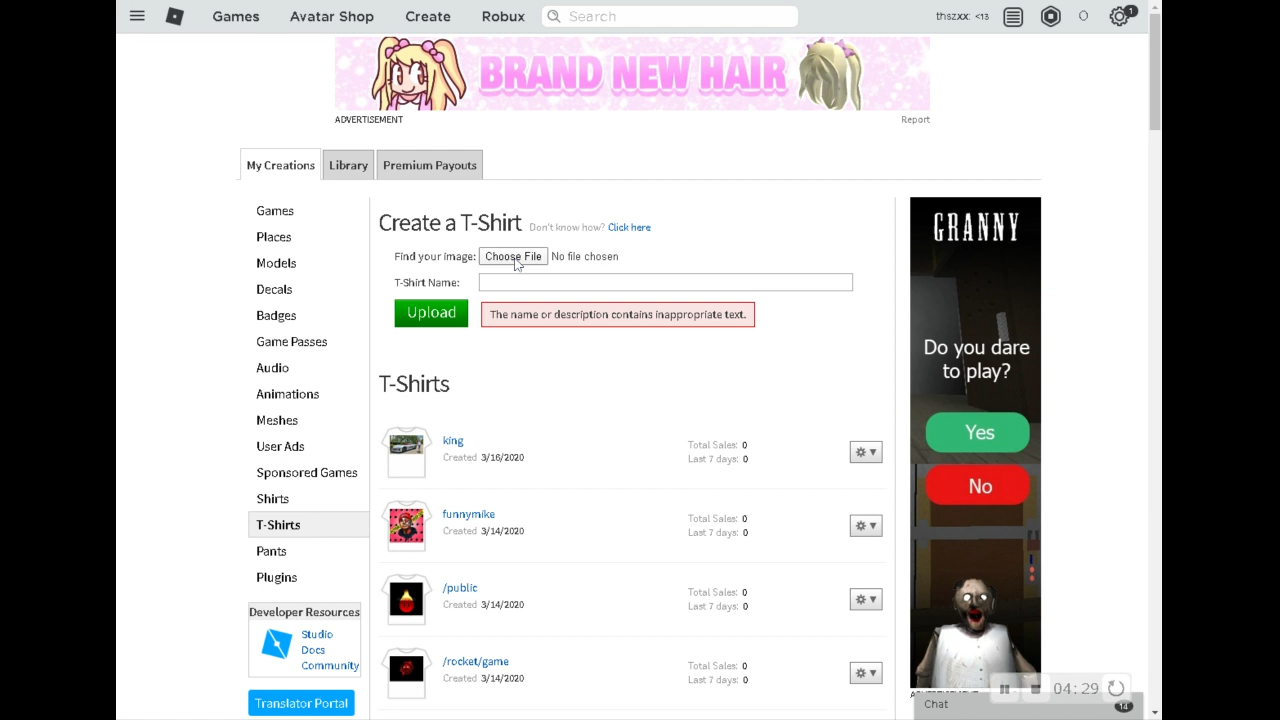 Games Avatar Shop Create Robux Search thszxx: <13 1
BRAND NEW HAIR
ADVERTISEMENT Report
My Creations Library Premium Payouts
Games
Places
Models
Decals
Badges
Game Passes
Audio
Animations
Meshes
User Ads
Sponsored Games
Shirts
T-Shirts
Pants
Plugins
Developer Resources
Studio
Docs
Community
Translator Portal
Create a T-Shirt Don't know how? Click here
Find your image: Choose File No file chosen
T-Shirt Name:
Upload The name or description contains inappropriate text.
T-Shirts
king Total Sales: 0
Created 3/16/2020 Last 7 days: 0
funnymike Total Sales: 0
Created 3/14/2020 Last 7 days: 0
/public Total Sales: 0
Created 3/14/2020 Last 7 days: 0
/rocket/game Total Sales: 0
Created 3/14/2020 Last 7 days: 0
GRANNY
Do you dare
to play?
Yes
No
04:29
Chat 14